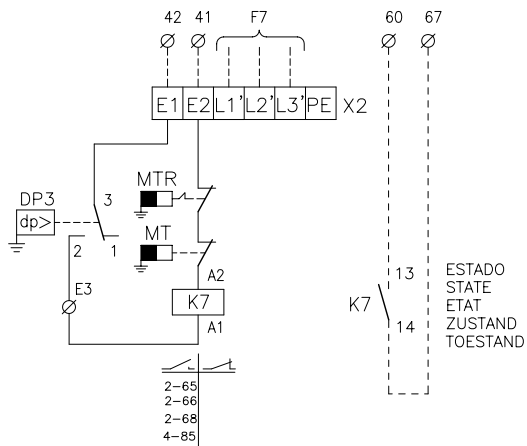 42 41 F7 60 67
E1 E2 L1' L2' L3' PE X2
MTR
DP3 3
dp>
MT
2 1
A2
E3 K7
A1
13 ESTADO
STATE
K7 ETAT
14 ZUSTAND
TOESTAND
2-65
2-66
2-68
4-85